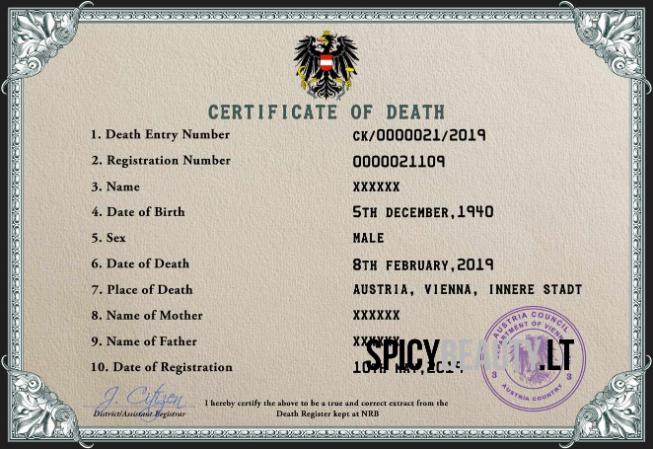 CERTIFICATE OF DEATH
1. Death Entry Number CK/0000021/2019
2. Registration Number 0000021109
3. Name XXXXXX
4. Date of Birth 5TH DECEMBER,1940
5. Sex MALE
6. Date of Death 8TH FEBRUARY,2019
7. Place of Death AUSTRIA, VIENNA, INNERE STADT
8. Name of Mother XXXXXX
9. Name of Father XXXXXX
SPICYBEAUTY.LT
10. Date of Registration 10TH MAY,2019
AUSTRIA COUNCIL
DEPARTMENT OF VIENNA
3 3
AUSTRIA COUNTRY
J. Citizen
District/Assistant Registrar
I hereby certify the above to be a true and correct extract from the
Death Register kept at NRB